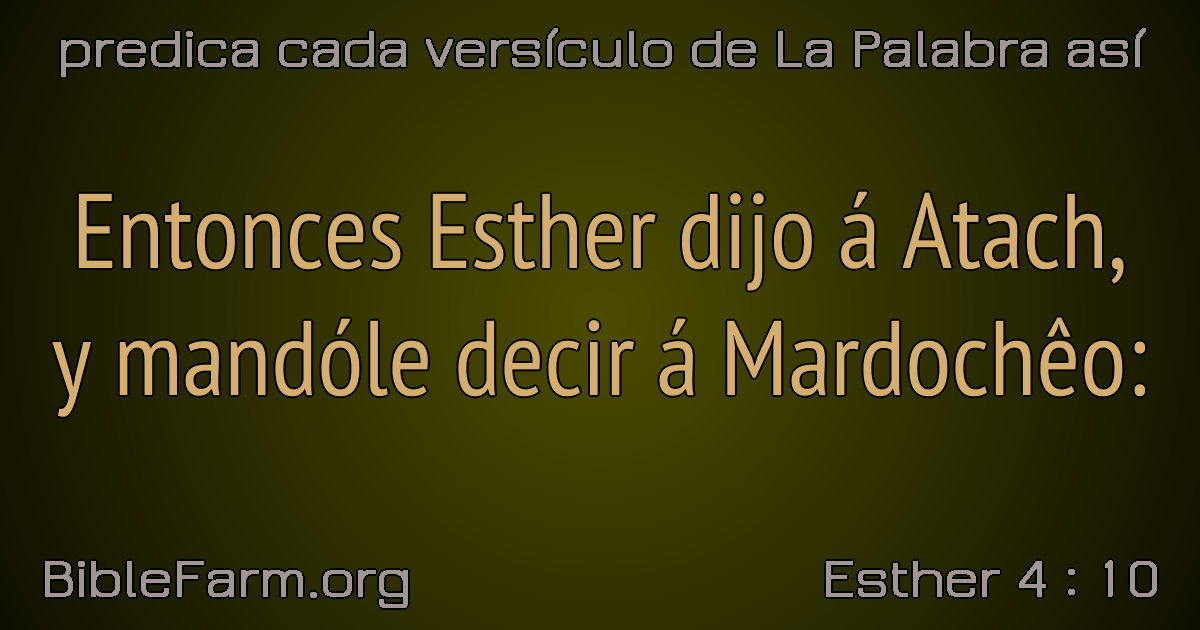 predica cada versículo de La Palabra así
Entonces Esther dijo á Atach,
y mandóle decir á Mardochêo:
BibleFarm.org
Esther 4 : 10